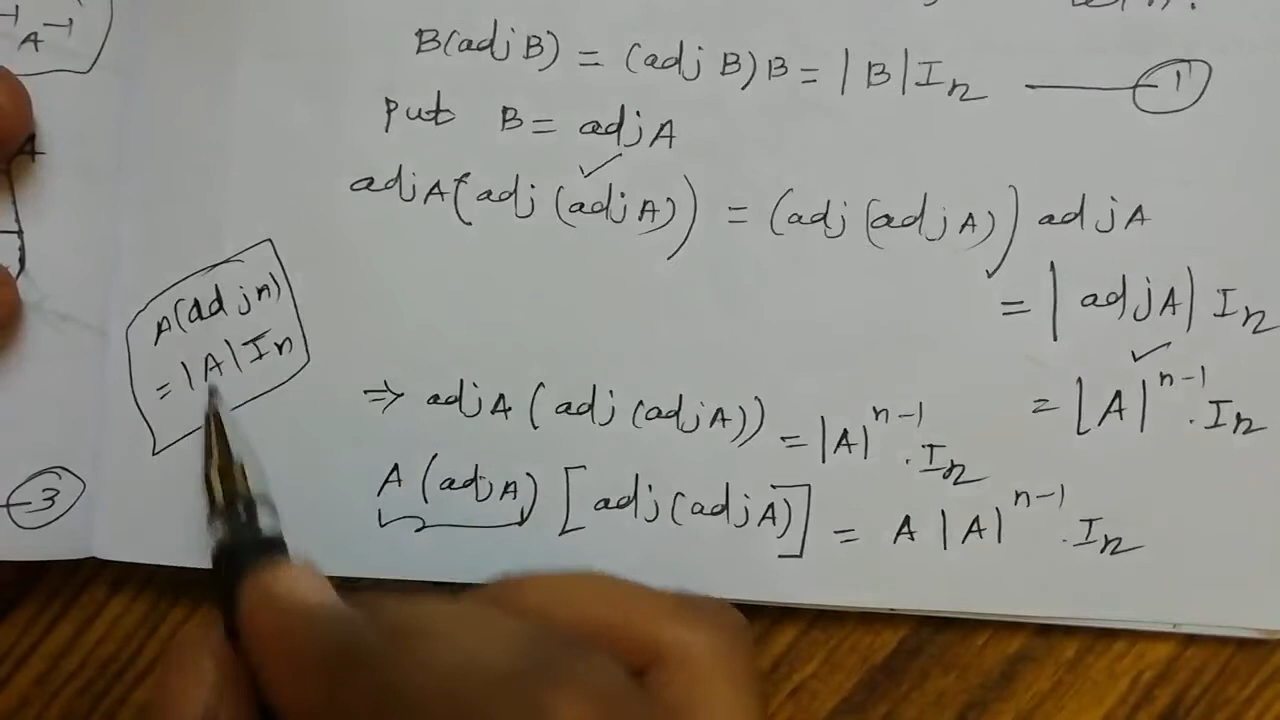 A⁻¹
B(adj B) = (adj B) B = |B| Iₙ —— ①
put B = adj A
adj A (adj (adj A)) = (adj (adj A)) adj A
= |adj A| Iₙ
= |A|ⁿ⁻¹ . Iₙ
A
A(adj A)
= |A| Iₙ
⇒ adj A (adj (adj A)) = |A|ⁿ⁻¹ . Iₙ
A (adj A) [adj (adj A)] = A |A|ⁿ⁻¹ . Iₙ
③